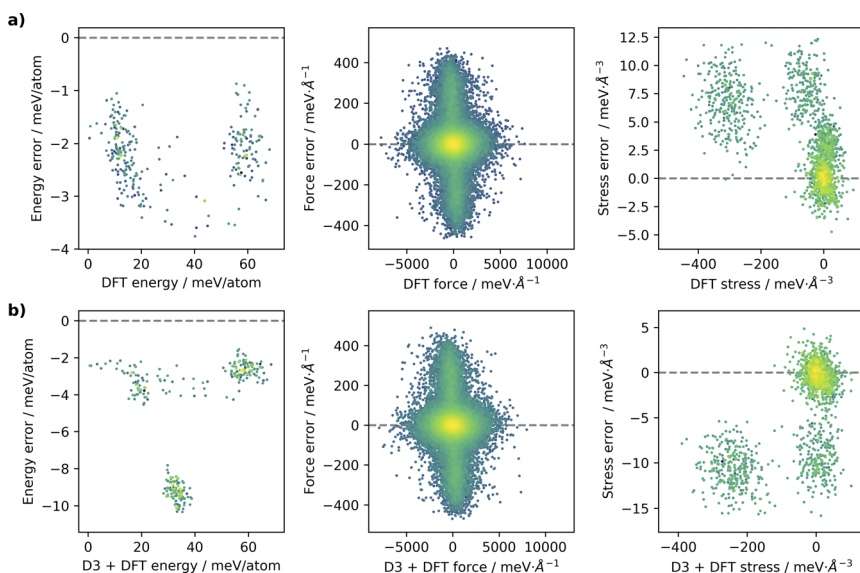 a)
Energy error / meV/atom
0
−1
−2
−3
−4
0 20 40 60
DFT energy / meV/atom
Force error / meV·Å⁻¹
400
200
0
−200
−400
−5000 0 5000 10000
DFT force / meV·Å⁻¹
Stress error / meV·Å⁻³
12.5
10.0
7.5
5.0
2.5
0.0
−2.5
−5.0
−400 −200 0
DFT stress / meV·Å⁻³
b)
Energy error / meV/atom
0
−2
−4
−6
−8
−10
0 20 40 60
D3 + DFT energy / meV/atom
Force error / meV·Å⁻¹
400
200
0
−200
−400
−5000 0 5000 10000
D3 + DFT force / meV·Å⁻¹
Stress error / meV·Å⁻³
5
0
−5
−10
−15
−400 −200 0
D3 + DFT stress / meV·Å⁻³